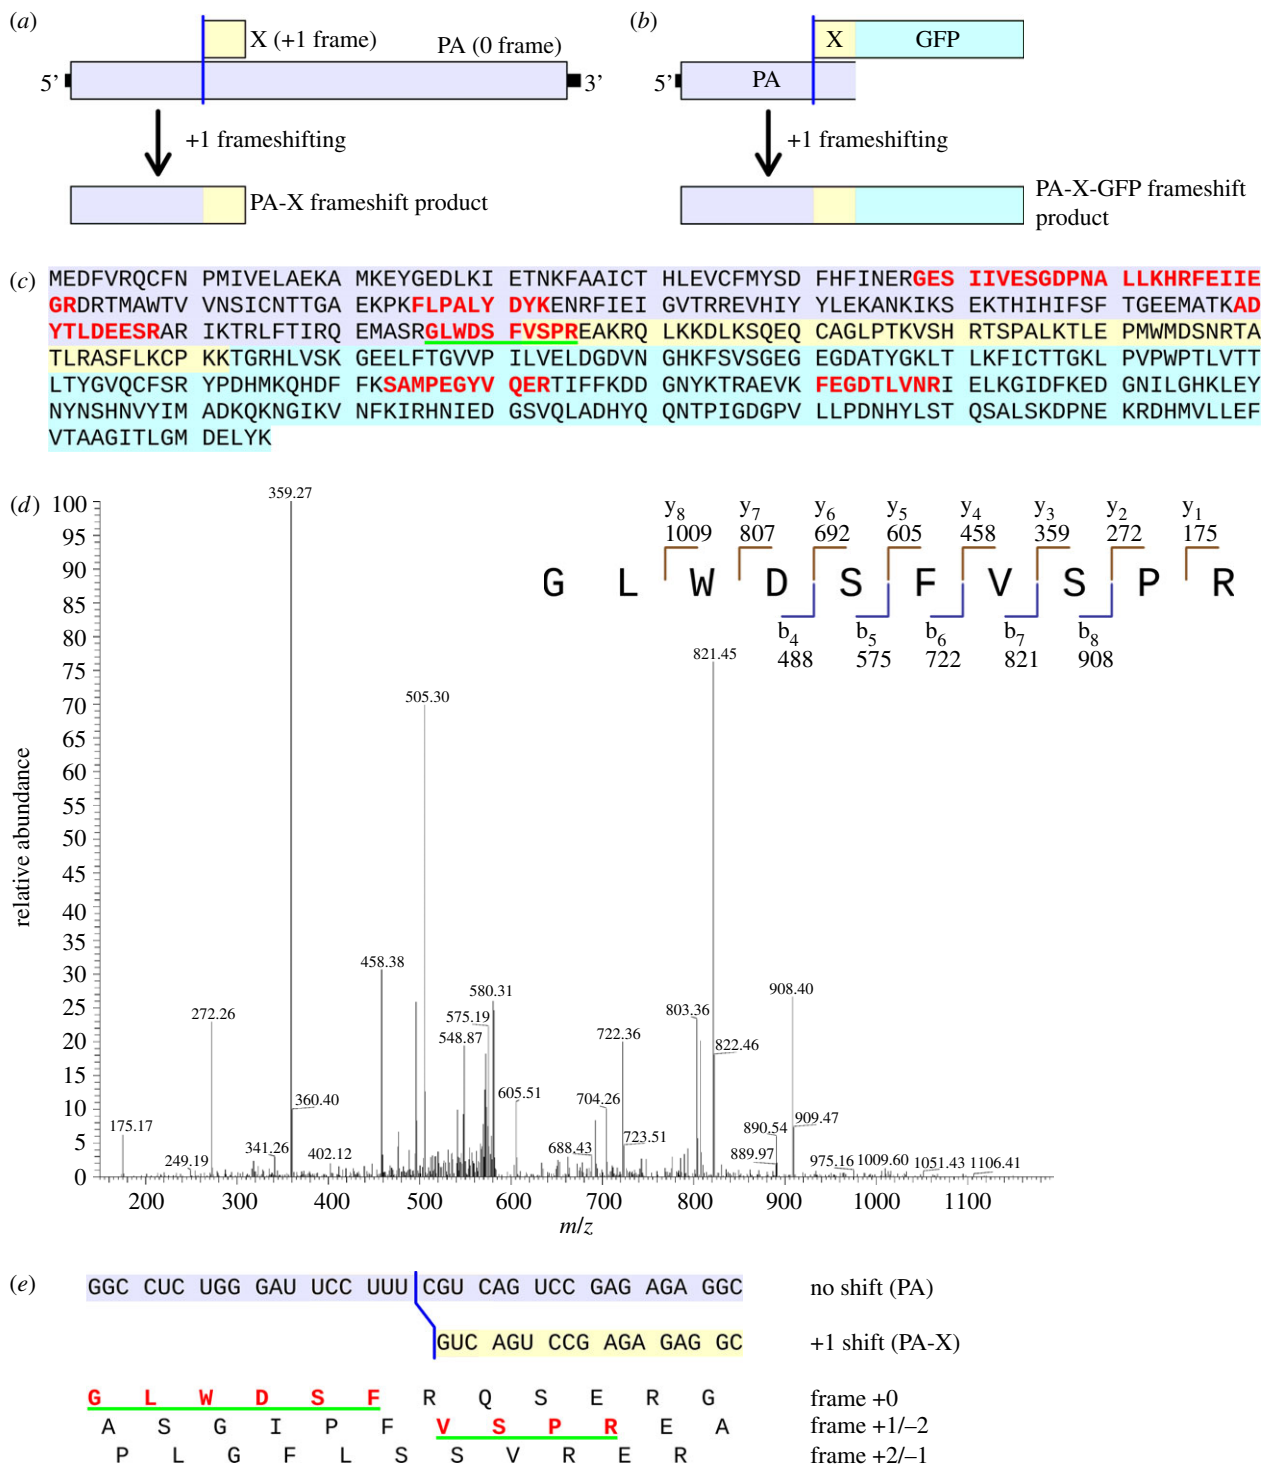 (a)
X (+1 frame)
PA (0 frame)
5’
3’
+1 frameshifting
PA-X frameshift product
(b)
X
GFP
5’
PA
+1 frameshifting
PA-X-GFP frameshift
product
(c)
MEDFVRQCFN PMIVELAEKA MKEYGEDLKI ETNKFAAICT HLEVCFMYSD FHFINERGES IIVESGDPNA LLKHRFEIIE
GRDRTMAWTV VNSICNTTGA EKPKFLPALY DYKENRFIEI GVTRREVHIY YLEKANKIKS EKTHIHIFSF TGEEMATKAD
YTLDEESRAR IKTRLFTIRQ EMASRGLWDS FVSPREAKRQ LKKDLKSQEQ CAGLPTKVSH RTSPALKTLE PMWMDSNRTA
TLRASFLKCP KKTGRHLVSK GEELFTGVVP ILVELDGDVN GHKFSVSGEG EGDATYGKLT LKFICTTGKL PVPWPTLVTT
LTYGVQCFSR YPDHMKQHDF FKSAMPEGYV QERTIFFKDD GNYKTRAEVK FEGDTLVNRI ELKGIDFKED GNILGHKLEY
NYNSHNVYIM ADKQKNGIKV NFKIRHNIED GSVQLADHYQ QNTPIGDGPV LLPDNHYLST QSALSKDPNE KRDHMVLLEF
VTAAGITLGM DELYK
(d)
relative abundance
100
95
90
85
80
75
70
65
60
55
50
45
40
35
30
25
20
15
10
5
0
359.27
821.45
505.30
458.38
272.26
580.31
575.19
548.87
908.40
803.36
722.36
822.46
605.51
704.26
360.40
175.17
249.19
341.26
402.12
688.43
723.51
890.54
909.47
889.97
975.16
1009.60
1051.43
1106.41
y8 y7 y6 y5 y4 y3 y2 y1
1009 807 692 605 458 359 272 175
G L W D S F V S P R
b4 b5 b6 b7 b8
488 575 722 821 908
200 300 400 500 600 700 800 900 1000 1100
m/z
(e)
GGC CUC UGG GAU UCC UUU CGU CAG UCC GAG AGA GGC no shift (PA)
GUC AGU CCG AGA GAG GC +1 shift (PA-X)
G L W D S F R Q S E R G frame +0
A S G I P F V S P R E A frame +1/–2
P L G F L S S V R E R frame +2/–1